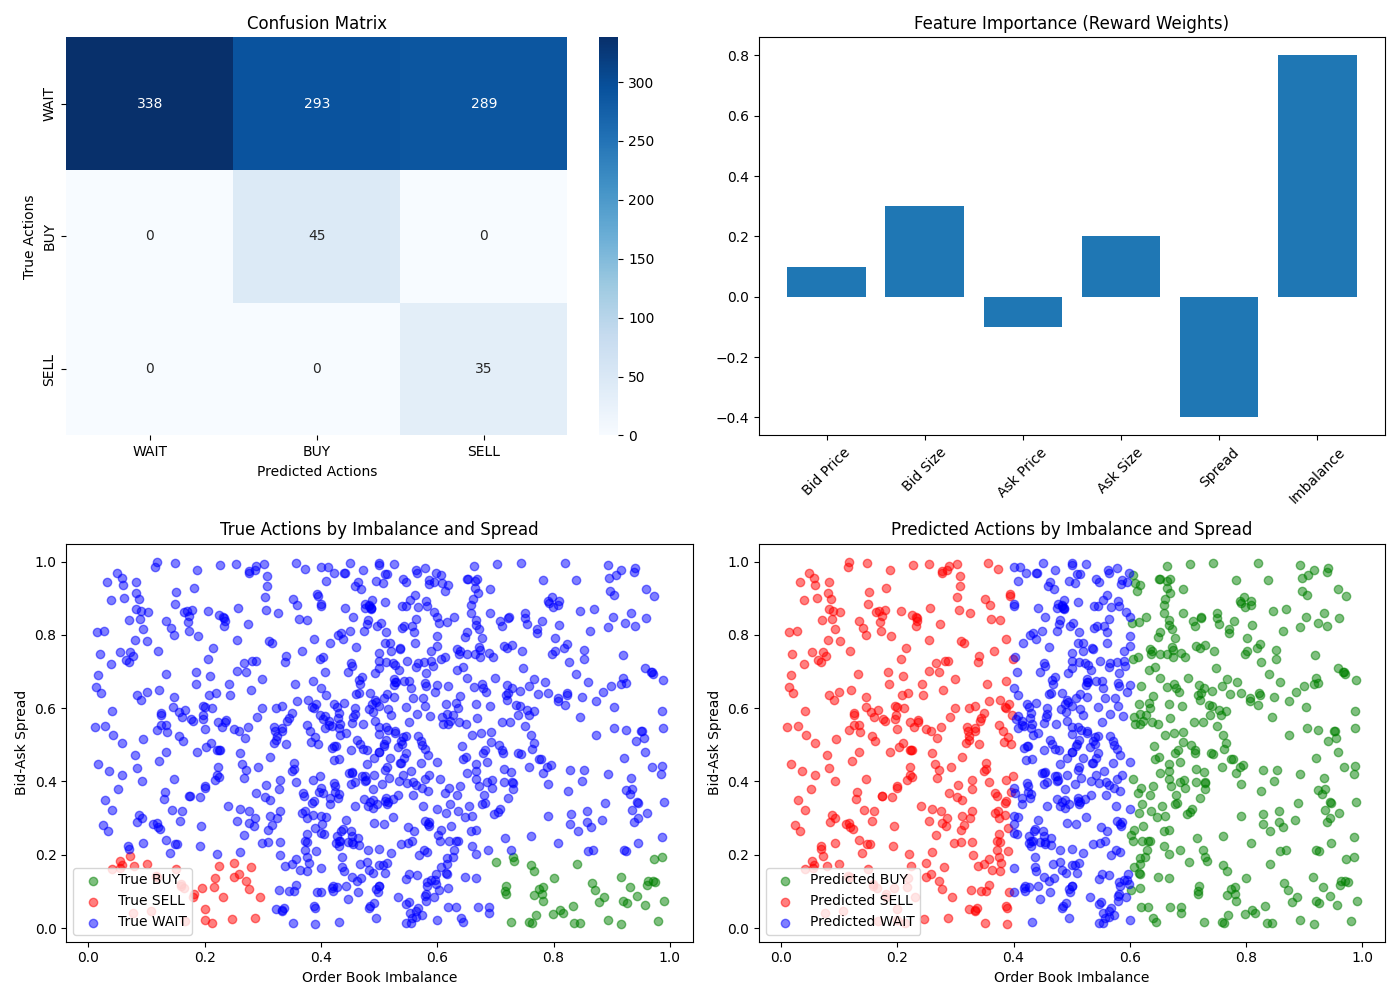 Confusion Matrix
True Actions
WAIT
BUY
SELL
338 293 289
0 45 0
0 0 35
WAIT BUY SELL
Predicted Actions
300
250
200
150
100
50
0
Feature Importance (Reward Weights)
0.8
0.6
0.4
0.2
0.0
−0.2
−0.4
Bid Price
Bid Size
Ask Price
Ask Size
Spread
Imbalance
True Actions by Imbalance and Spread
Bid-Ask Spread
1.0
0.8
0.6
0.4
0.2
0.0
True BUY
True SELL
True WAIT
0.0 0.2 0.4 0.6 0.8 1.0
Order Book Imbalance
Predicted Actions by Imbalance and Spread
Bid-Ask Spread
1.0
0.8
0.6
0.4
0.2
0.0
Predicted BUY
Predicted SELL
Predicted WAIT
0.0 0.2 0.4 0.6 0.8 1.0
Order Book Imbalance